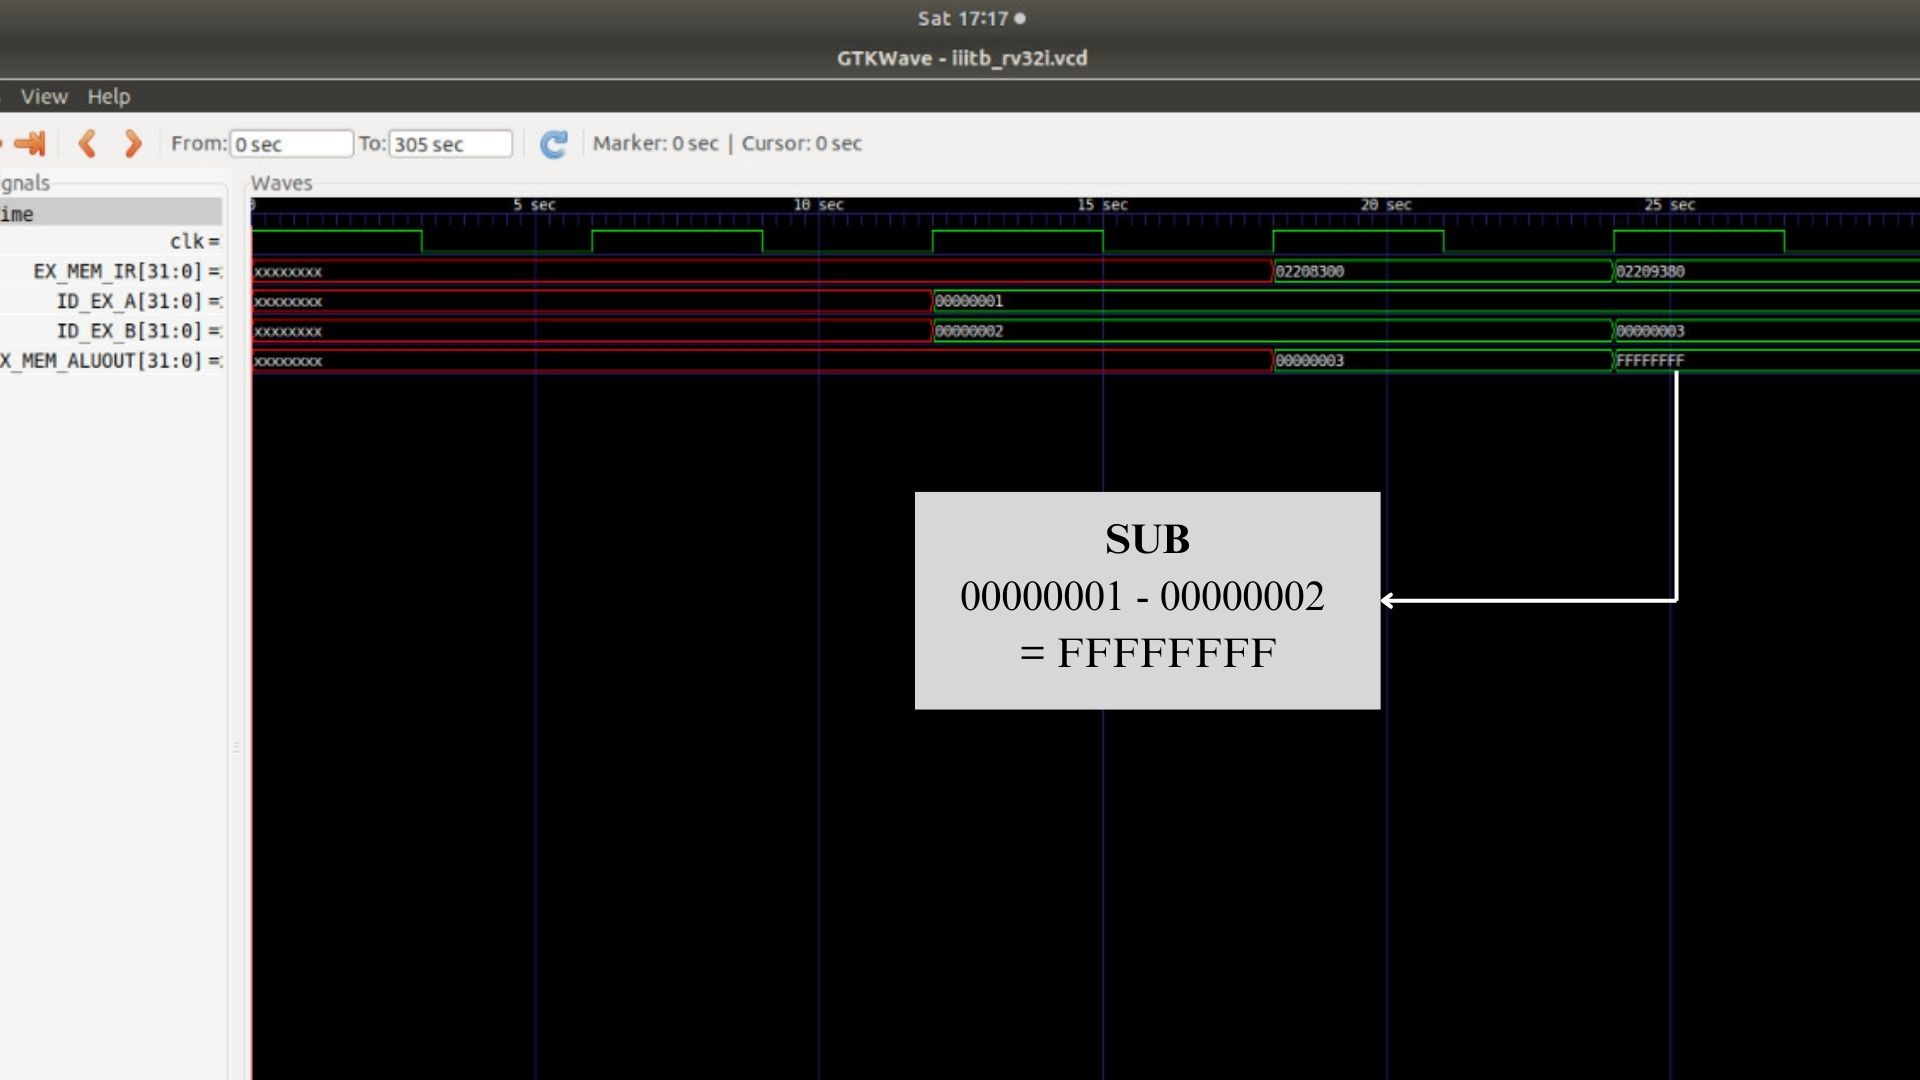 Sat 17:17
GTKWave - iiitb_rv32i.vcd
View Help
From: 0 sec To: 305 sec Marker: 0 sec | Cursor: 0 sec
gnals Waves
ime 0 5 sec 10 sec 15 sec 20 sec 25 sec
clk =
EX_MEM_IR[31:0] = xxxxxxxx 02208300 02209380
ID_EX_A[31:0] = xxxxxxxx 00000001
ID_EX_B[31:0] = xxxxxxxx 00000002 00000003
X_MEM_ALUOUT[31:0] = xxxxxxxx 00000003 FFFFFFFF
SUB
00000001 - 00000002
= FFFFFFFF